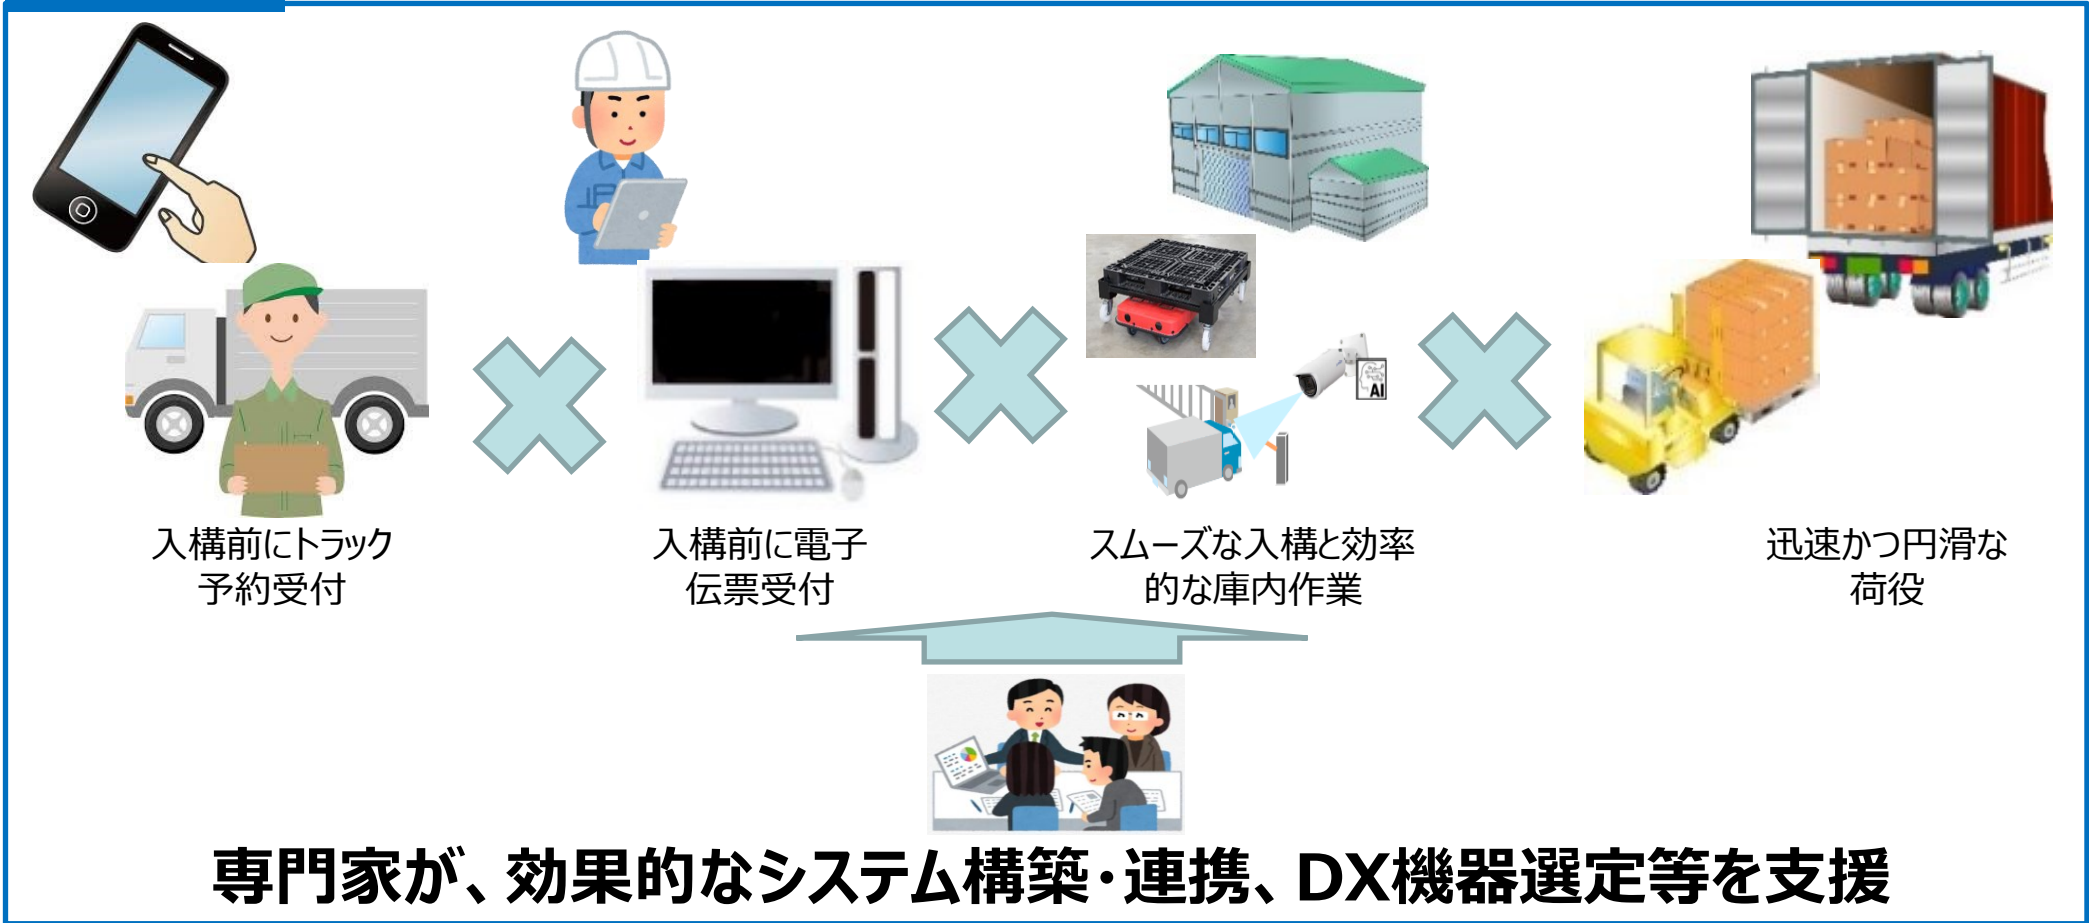 AI
入構前にトラック
予約受付
入構前に電子
伝票受付
スムーズな入構と効率
的な庫内作業
迅速かつ円滑な
荷役
専門家が、効果的なシステム構築・連携、DX機器選定等を支援